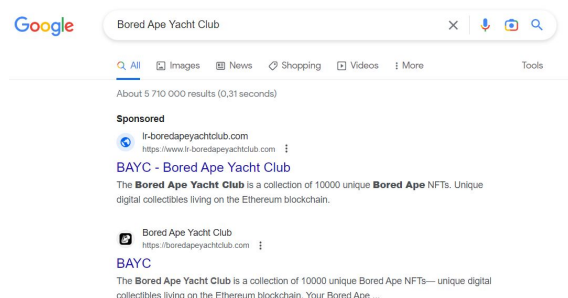 Google
Bored Ape Yacht Club
All Images News Shopping Videos More Tools
About 5 710 000 results (0,31 seconds)
Sponsored
lr-boredapeyachtclub.com
https://www.lr-boredapeyachtclub.com
BAYC - Bored Ape Yacht Club
The Bored Ape Yacht Club is a collection of 10000 unique Bored Ape NFTs. Unique
digital collectibles living on the Ethereum blockchain.
Bored Ape Yacht Club
https://boredapeyachtclub.com
BAYC
The Bored Ape Yacht Club is a collection of 10000 unique Bored Ape NFTs— unique digital
collectibles living on the Ethereum blockchain. Your Bored Ape ...